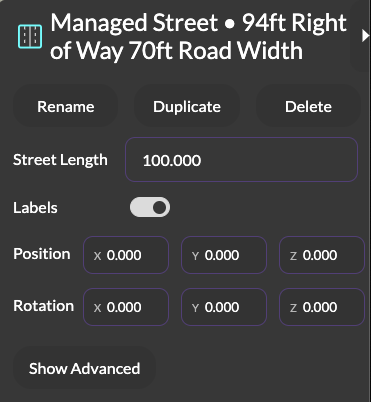 Managed Street • 94ft Right
of Way 70ft Road Width
Rename Duplicate Delete
Street Length 100.000
Labels
Position X 0.000 Y 0.000 Z 0.000
Rotation X 0.000 Y 0.000 Z 0.000
Show Advanced